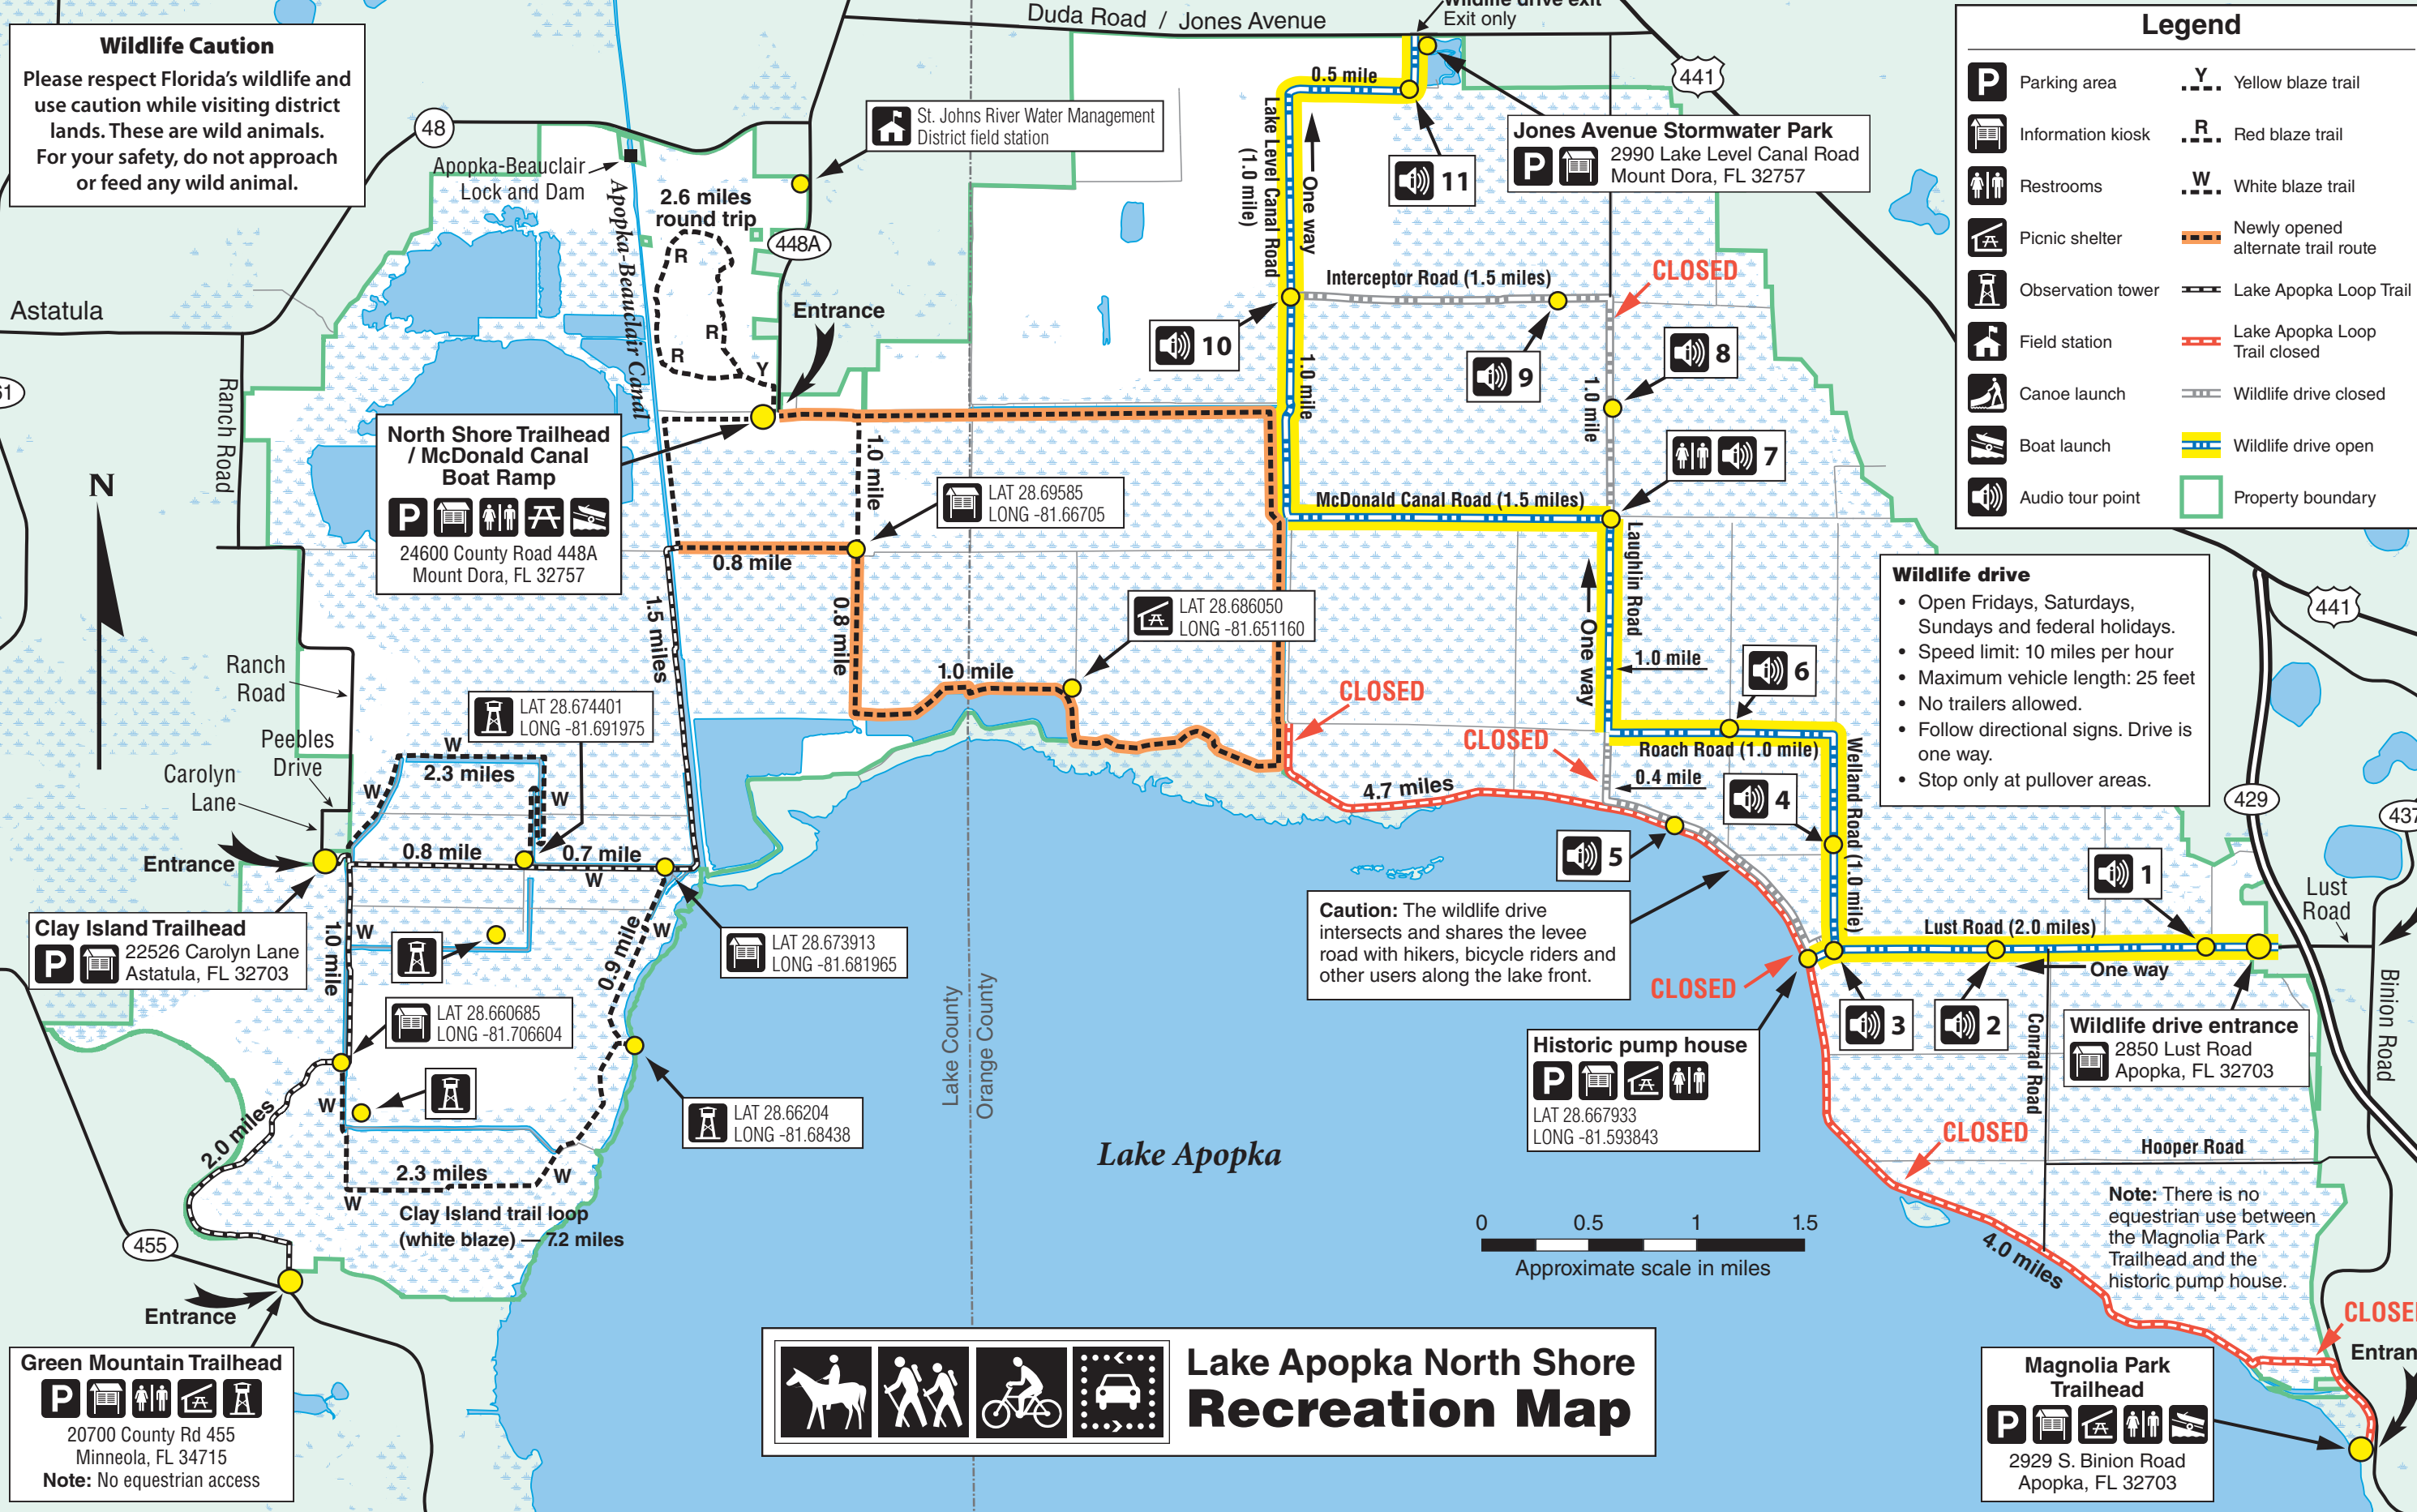 Wildlife Caution
Please respect Florida's wildlife and
use caution while visiting district
lands. These are wild animals.
For your safety, do not approach
or feed any wild animal.
Duda Road / Jones Avenue
Wildlife drive exit
Exit only
441
48
Apopka-Beauclair
Lock and Dam
St. Johns River Water Management
District field station
Apopka-Beauclair Canal
2.6 miles
round trip
R
R
R
Y
448A
Entrance
Astatula
61
Ranch Road
0.5 mile
Lake Level Canal Road
(1.0 mile)
One way
11
Jones Avenue Stormwater Park
P
2990 Lake Level Canal Road
Mount Dora, FL 32757
Interceptor Road (1.5 miles)
CLOSED
10
9
8
1.0 mile
1.0 mile
7
McDonald Canal Road (1.5 miles)
North Shore Trailhead
/ McDonald Canal
Boat Ramp
P
24600 County Road 448A
Mount Dora, FL 32757
N
1.0 mile
LAT 28.69585
LONG -81.66705
0.8 mile
0.8 mile
1.5 miles
LAT 28.686050
LONG -81.651160
1.0 mile
Laughlin Road
One way
1.0 mile
6
Roach Road (1.0 mile)
0.4 mile
CLOSED
CLOSED
4.7 miles
4
5
Welland Road (1.0 mile)
Ranch
Road
Peebles
Drive
Carolyn
Lane
Entrance
LAT 28.674401
LONG -81.691975
W
2.3 miles
W
W
0.8 mile
0.7 mile
W
Clay Island Trailhead
P
22526 Carolyn Lane
Astatula, FL 32703
1.0 mile
W
W
0.9 mile
LAT 28.673913
LONG -81.681965
LAT 28.660685
LONG -81.706604
W
2.0 miles
LAT 28.66204
LONG -81.68438
2.3 miles
W
W
Clay Island trail loop
(white blaze) — 7.2 miles
455
Entrance
Green Mountain Trailhead
P
20700 County Rd 455
Minneola, FL 34715
Note: No equestrian access
Lake County
Orange County
Lake Apopka
Caution: The wildlife drive
intersects and shares the levee
road with hikers, bicycle riders and
other users along the lake front.
CLOSED
Historic pump house
P
LAT 28.667933
LONG -81.593843
3
2
1
Lust Road (2.0 miles)
One way
Conrad Road
Wildlife drive entrance
2850 Lust Road
Apopka, FL 32703
Lust
Road
Binion Road
429
437
441
Hooper Road
CLOSED
Note: There is no
equestrian use between
the Magnolia Park
Trailhead and the
historic pump house.
4.0 miles
0 0.5 1 1.5
Approximate scale in miles
Lake Apopka North Shore
Recreation Map
Magnolia Park
Trailhead
P
2929 S. Binion Road
Apopka, FL 32703
Legend
P Parking area
Information kiosk
Restrooms
Picnic shelter
Observation tower
Field station
Canoe launch
Boat launch
Audio tour point
Y Yellow blaze trail
R Red blaze trail
W White blaze trail
Newly opened
alternate trail route
Lake Apopka Loop Trail
Lake Apopka Loop
Trail closed
Wildlife drive closed
Wildlife drive open
Property boundary
Wildlife drive
• Open Fridays, Saturdays,
Sundays and federal holidays.
• Speed limit: 10 miles per hour
• Maximum vehicle length: 25 feet
• No trailers allowed.
• Follow directional signs. Drive is
one way.
• Stop only at pullover areas.